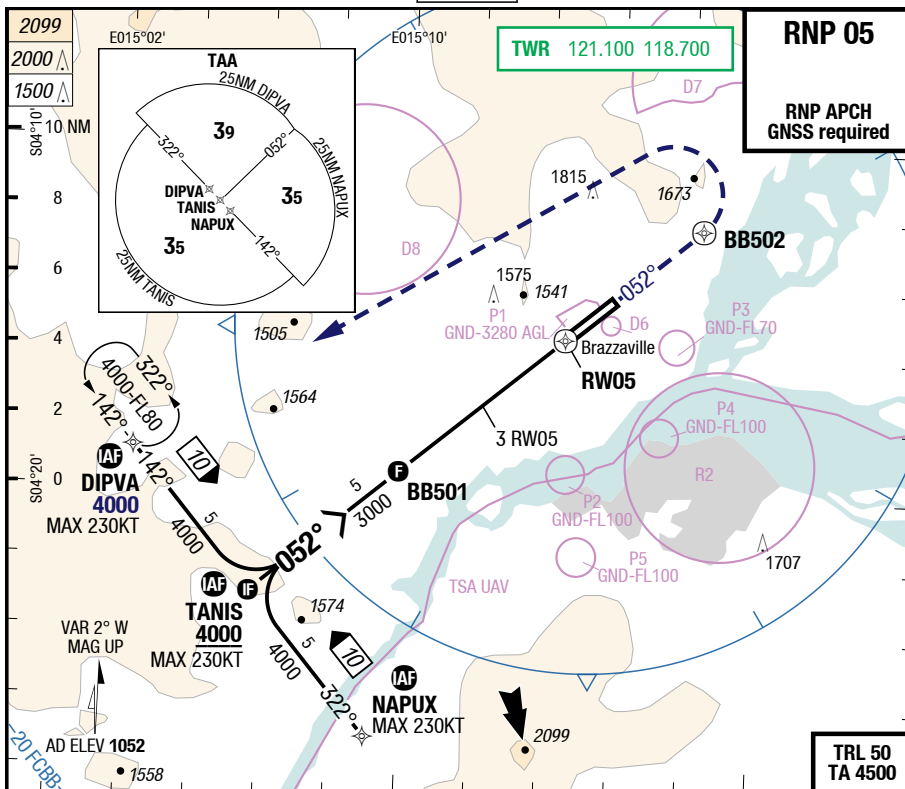 2099
2000
1500
E015°02'
E015°10'
TWR 121.100 118.700
RNP 05
RNP APCH
GNSS required
S04°10'
10 NM
8
6
4
2
0
S04°20'
TAA
25NM DIPVA
39
322°
052°
25NM NAPUX
DIPVA
TANIS
NAPUX
35
35
142°
25NM TANIS
D7
D8
1815
1673
BB502
052°
1575
1541
P1
GND-3280 AGL
D6
P3
GND-FL70
Brazzaville
RW05
1505
1564
3 RW05
P4
GND-FL100
R2
P2
GND-FL100
P5
GND-FL100
1707
TSA UAV
322°
4000-FL80
142°
142°
IAF
DIPVA
4000
MAX 230KT
10
5
4000
F
BB501
5
3000
052°
IAF
IF
TANIS
4000
MAX 230KT
1574
10
5
4000
322°
IAF
NAPUX
MAX 230KT
2099
VAR 2° W
MAG UP
AD ELEV 1052
1558
20 FCBB
TRL 50
TA 4500